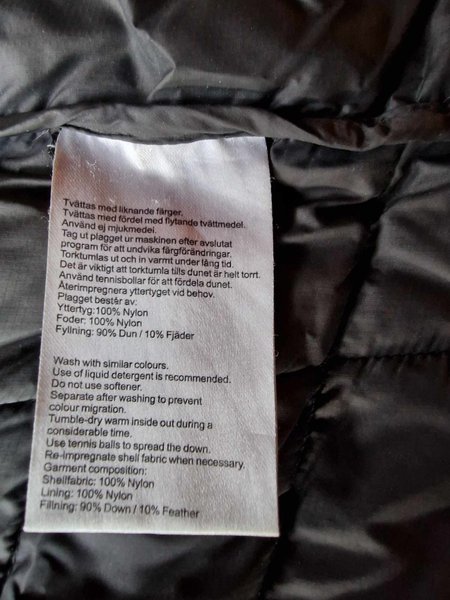 Tvättas med liknande färger.
Tvättas med fördel med flytande tvättmedel.
Använd ej mjukmedel.
Tag ut plagget ur maskinen efter avslutat
program för att undvika färgförändringar.
Torktumlas ut och in varmt under lång tid.
Det är viktigt att torktumla tills dunet är helt torrt.
Använd tennisbollar för att fördela dunet.
Återimpregnera yttertyget vid behov.
Plagget består av:
Yttertyg:100% Nylon
Foder: 100% Nylon
Fyllning: 90% Dun / 10% Fjäder
Wash with similar colours.
Use of liquid detergent is recommended.
Do not use softener.
Separate after washing to prevent
colour migration.
Tumble-dry warm inside out during a
considerable time.
Use tennis balls to spread the down.
Re-impregnate shell fabric when necessary.
Garment composition:
Shellfabric: 100% Nylon
Lining: 100% Nylon
Fillning: 90% Down / 10% Feather